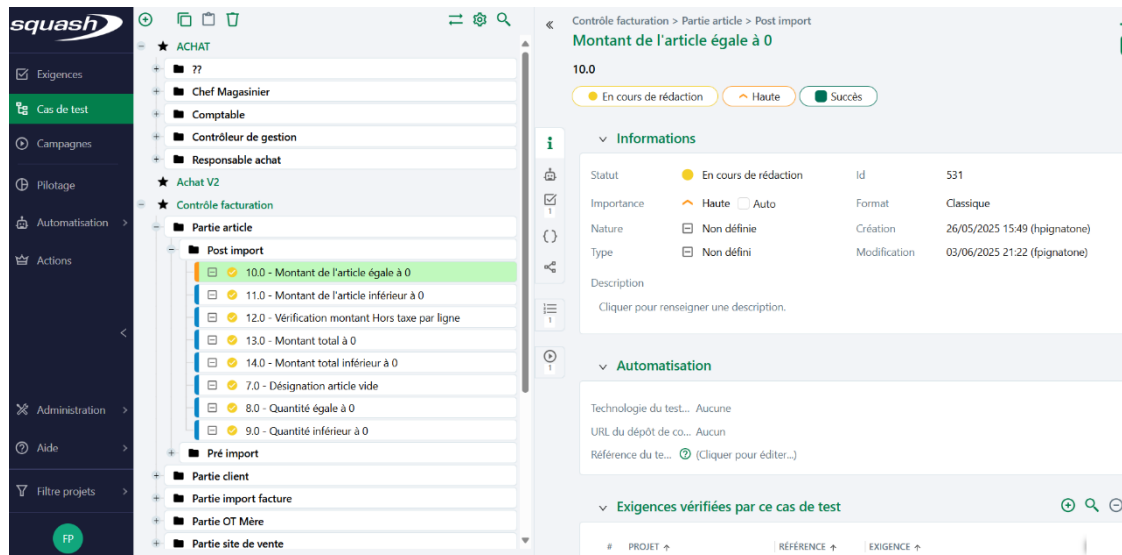 squash
Exigences
Cas de test
Campagnes
Pilotage
Automatisation
Actions
Administration
Aide
Filtre projets
FP
ACHAT
??
Chef Magasinier
Comptable
Contrôleur de gestion
Responsable achat
Achat V2
Contrôle facturation
Partie article
Post import
10.0 - Montant de l'article égale à 0
11.0 - Montant de l'article inférieur à 0
12.0 - Vérification montant Hors taxe par ligne
13.0 - Montant total à 0
14.0 - Montant total inférieur à 0
7.0 - Désignation article vide
8.0 - Quantité égale à 0
9.0 - Quantité inférieur à 0
Pré import
Partie client
Partie import facture
Partie OT Mère
Partie site de vente
1
1
1
Contrôle facturation > Partie article > Post import
Montant de l'article égale à 0
10.0
En cours de rédaction Haute Succès
Informations
Statut En cours de rédaction Id 531
Importance Haute Auto Format Classique
Nature Non définie Création 26/05/2025 15:49 (hpignatone)
Type Non défini Modification 03/06/2025 21:22 (fpignatone)
Description
Cliquer pour renseigner une description.
Automatisation
Technologie du test... Aucune
URL du dépôt de co... Aucun
Référence du te... (Cliquer pour éditer...)
Exigences vérifiées par ce cas de test
# PROJET RÉFÉRENCE EXIGENCE